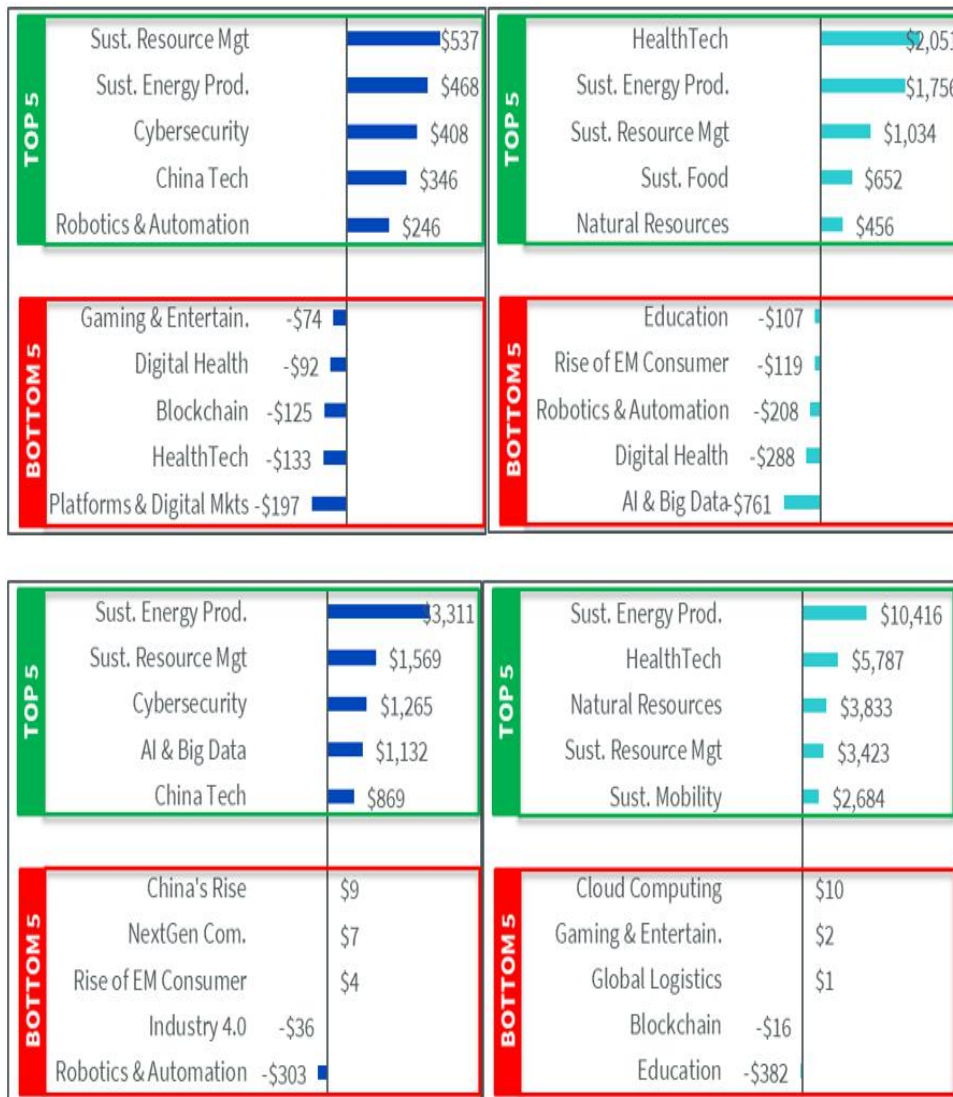 TOP 5
Sust. Resource Mgt $537
Sust. Energy Prod. $468
Cybersecurity $408
China Tech $346
Robotics & Automation $246
BOTTOM 5
Gaming & Entertain. -$74
Digital Health -$92
Blockchain -$125
HealthTech -$133
Platforms & Digital Mkts -$197
TOP 5
HealthTech $2,051
Sust. Energy Prod. $1,756
Sust. Resource Mgt $1,034
Sust. Food $652
Natural Resources $456
BOTTOM 5
Education -$107
Rise of EM Consumer -$119
Robotics & Automation -$208
Digital Health -$288
AI & Big Data -$761
TOP 5
Sust. Energy Prod. $3,311
Sust. Resource Mgt $1,569
Cybersecurity $1,265
AI & Big Data $1,132
China Tech $869
BOTTOM 5
China's Rise $9
NextGen Com. $7
Rise of EM Consumer $4
Industry 4.0 -$36
Robotics & Automation -$303
TOP 5
Sust. Energy Prod. $10,416
HealthTech $5,787
Natural Resources $3,833
Sust. Resource Mgt $3,423
Sust. Mobility $2,684
BOTTOM 5
Cloud Computing $10
Gaming & Entertain. $2
Global Logistics $1
Blockchain -$16
Education -$382